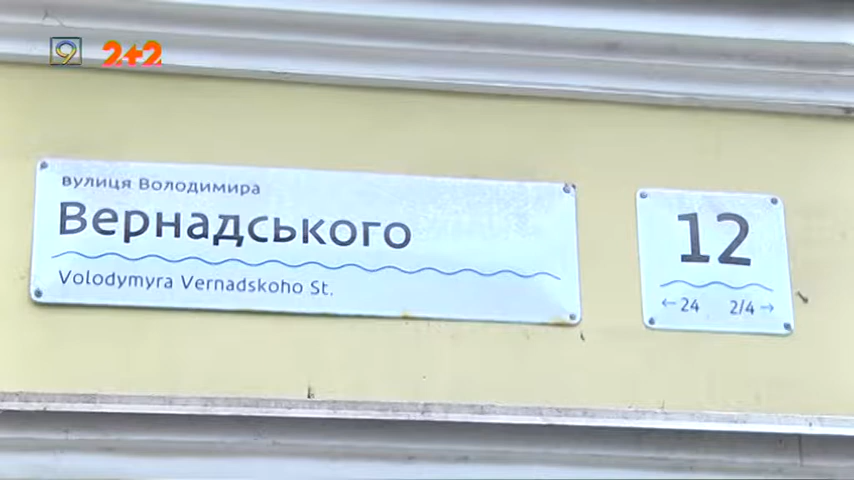 9 2+2
вулиця Володимира
Вернадського
Volodymyra Vernadskoho St.
12
←24 2/4→